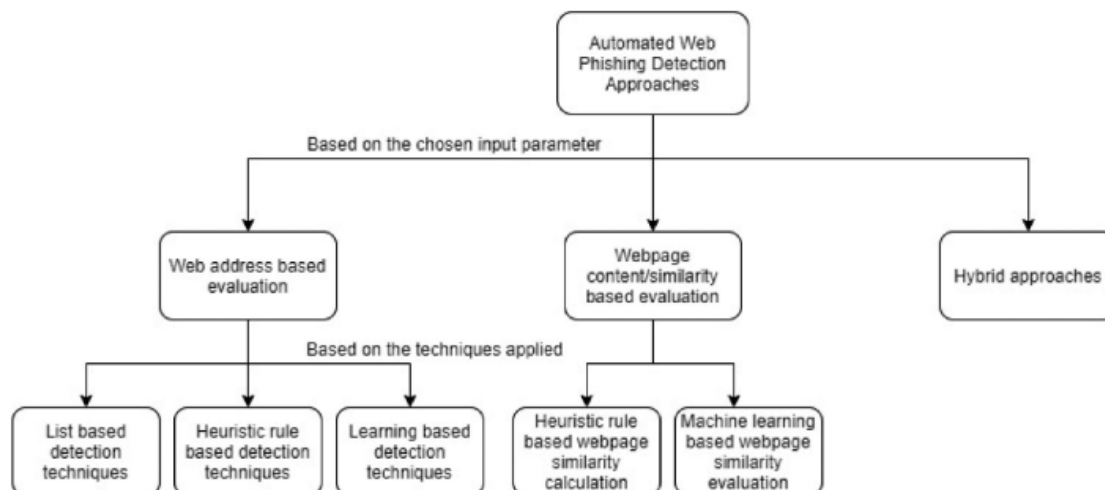 Automated Web
Phishing Detection
Approaches
Based on the chosen input parameter
Web address based
evaluation
Webpage
content/similarity
based evaluation
Hybrid approaches
Based on the techniques applied
List based
detection
techniques
Heuristic rule
based detection
techniques
Learning based
detection
techniques
Heuristic rule
based webpage
similarity
calculation
Machine learning
based webpage
similarity
evaluation